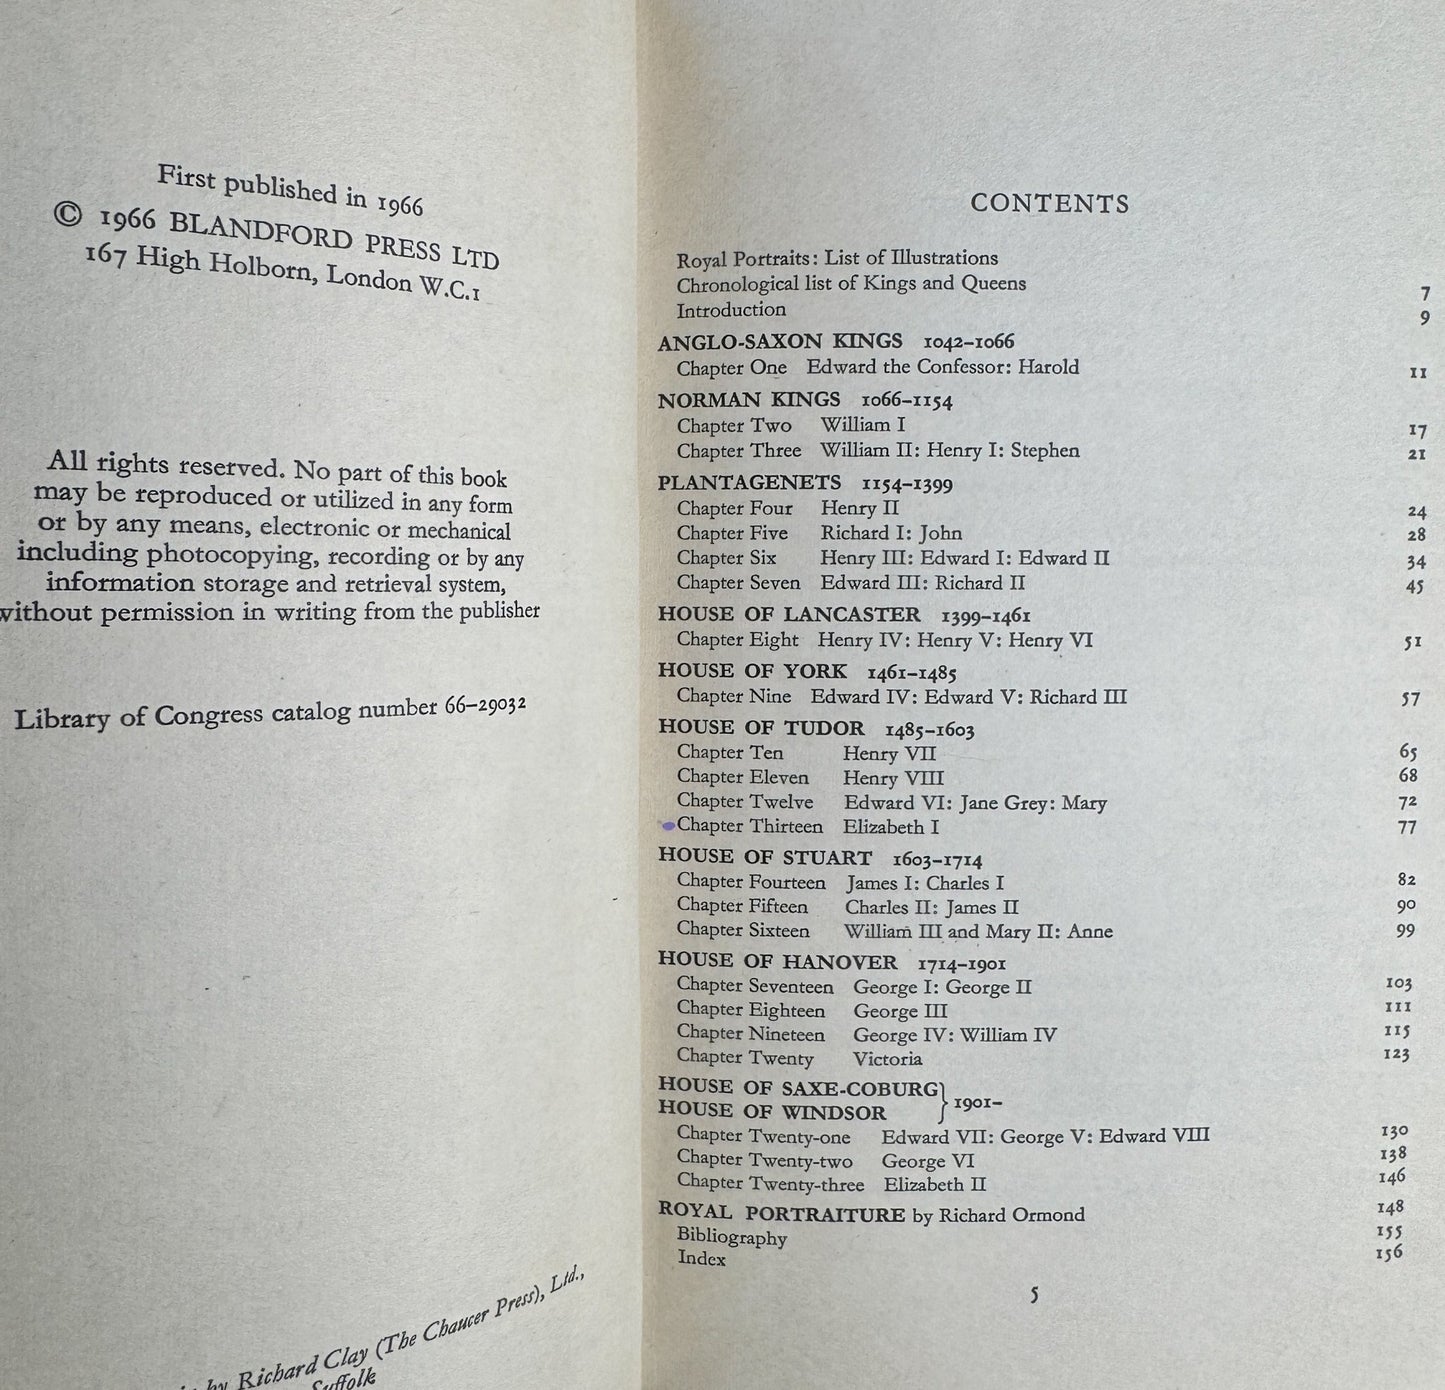 First published in 1966
© 1966 BLANDFORD PRESS LTD
167 High Holborn, London W.C.1
All rights reserved. No part of this book
may be reproduced or utilized in any form
or by any means, electronic or mechanical
including photocopying, recording or by any
information storage and retrieval system,
without permission in writing from the publisher
Library of Congress catalog number 66–29032
by Richard Clay (The Chaucer Press), Ltd.,
Suffolk
CONTENTS
Royal Portraits: List of Illustrations
Chronological list of Kings and Queens 7
Introduction 9
ANGLO-SAXON KINGS 1042–1066
Chapter One Edward the Confessor: Harold 11
NORMAN KINGS 1066–1154
Chapter Two William I 17
Chapter Three William II: Henry I: Stephen 21
PLANTAGENETS 1154–1399
Chapter Four Henry II 24
Chapter Five Richard I: John 28
Chapter Six Henry III: Edward I: Edward II 34
Chapter Seven Edward III: Richard II 45
HOUSE OF LANCASTER 1399–1461
Chapter Eight Henry IV: Henry V: Henry VI 51
HOUSE OF YORK 1461–1485
Chapter Nine Edward IV: Edward V: Richard III 57
HOUSE OF TUDOR 1485–1603
Chapter Ten Henry VII 65
Chapter Eleven Henry VIII 68
Chapter Twelve Edward VI: Jane Grey: Mary 72
Chapter Thirteen Elizabeth I 77
HOUSE OF STUART 1603–1714
Chapter Fourteen James I: Charles I 82
Chapter Fifteen Charles II: James II 90
Chapter Sixteen William III and Mary II: Anne 99
HOUSE OF HANOVER 1714–1901
Chapter Seventeen George I: George II 103
Chapter Eighteen George III 111
Chapter Nineteen George IV: William IV 115
Chapter Twenty Victoria 123
HOUSE OF SAXE-COBURG
HOUSE OF WINDSOR } 1901–
Chapter Twenty-one Edward VII: George V: Edward VIII 130
Chapter Twenty-two George VI 138
Chapter Twenty-three Elizabeth II 146
ROYAL PORTRAITURE by Richard Ormond 148
Bibliography 155
Index 156
5